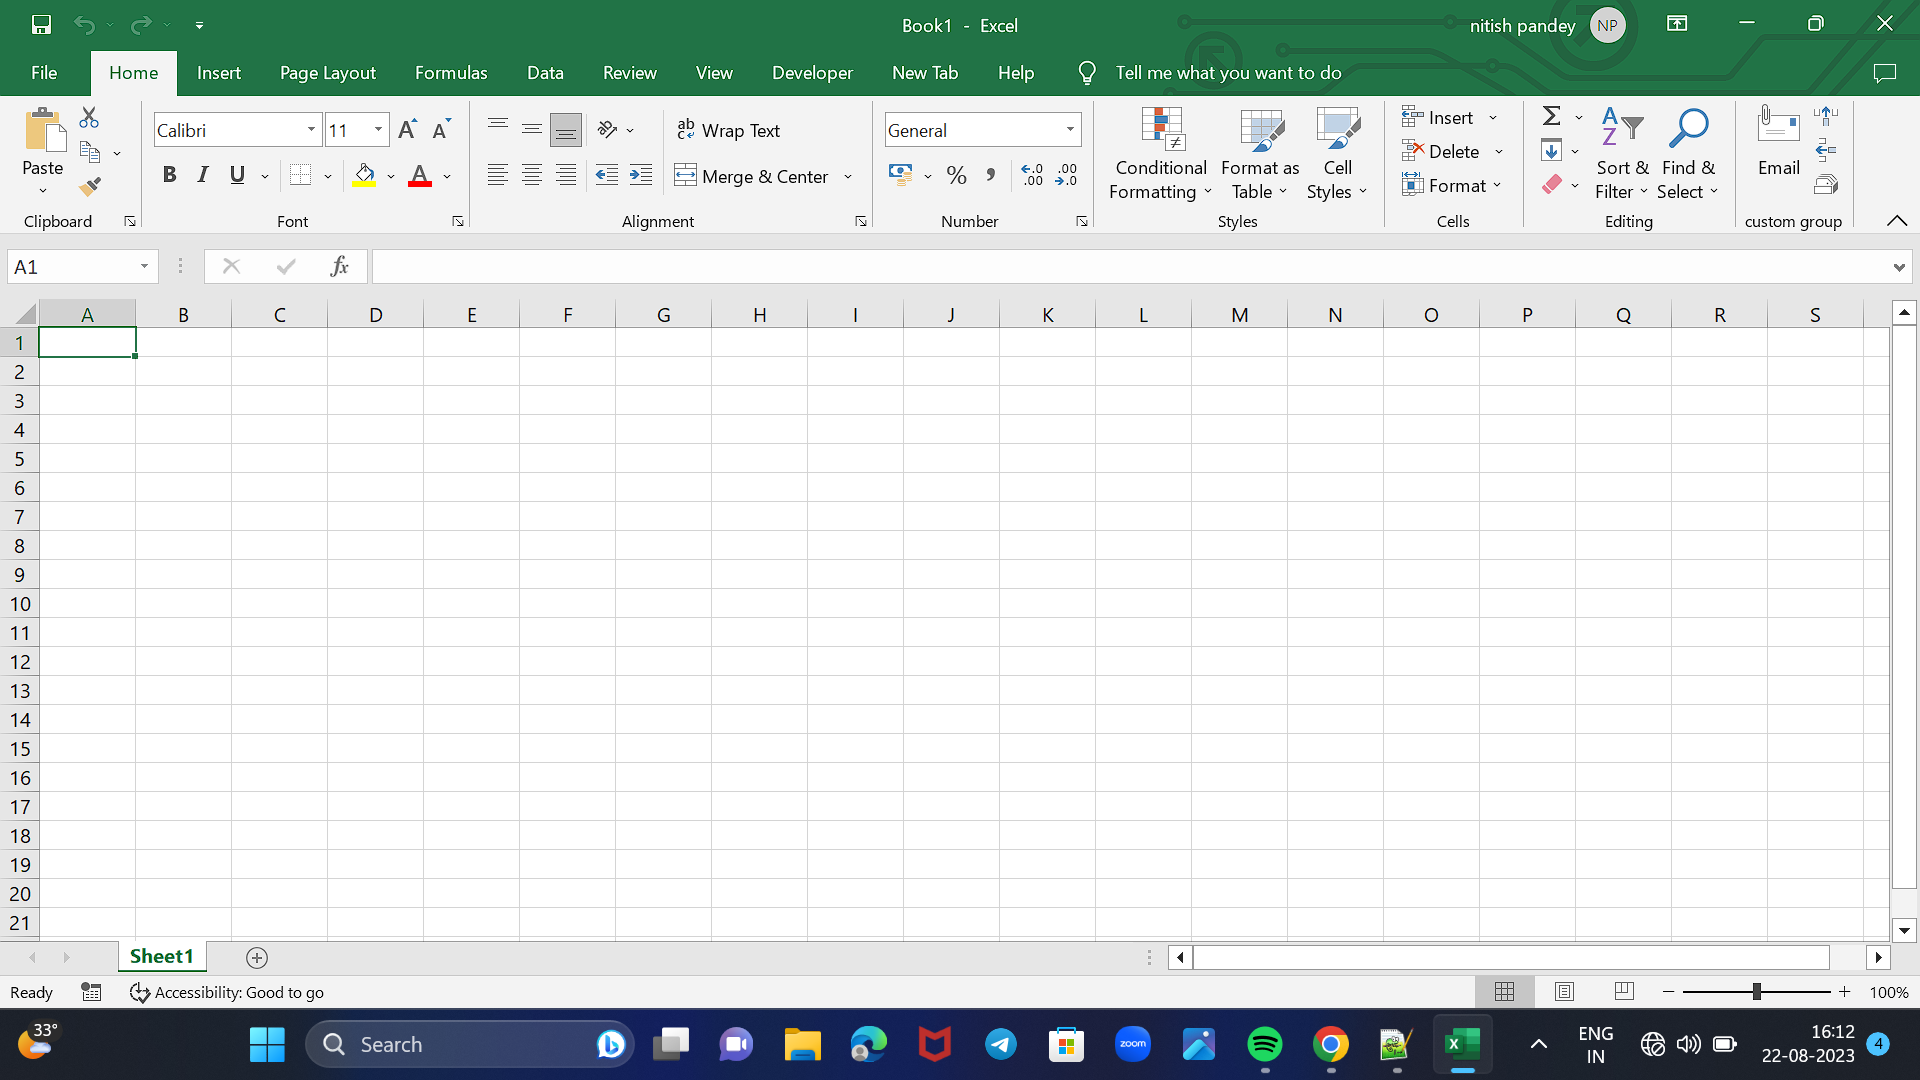 Book1 - Excel
nitish pandey NP
File Home Insert Page Layout Formulas Data Review View Developer New Tab Help Tell me what you want to do
Paste
Clipboard
Calibri 11
A A
B I U A
Font
ab Wrap Text
Merge & Center
Alignment
General
% 
Number
Conditional Formatting
Format as Table
Cell Styles
Styles
Insert
Delete
Format
Cells
Σ
Sort & Filter
Find & Select
Editing
Email
custom group
A1 fx
A B C D E F G H I J K L M N O P Q R S
1
2
3
4
5
6
7
8
9
10
11
12
13
14
15
16
17
18
19
20
21
Sheet1
Ready Accessibility: Good to go 100%
33° Search zoom ENG 16:12
IN 22-08-2023 4